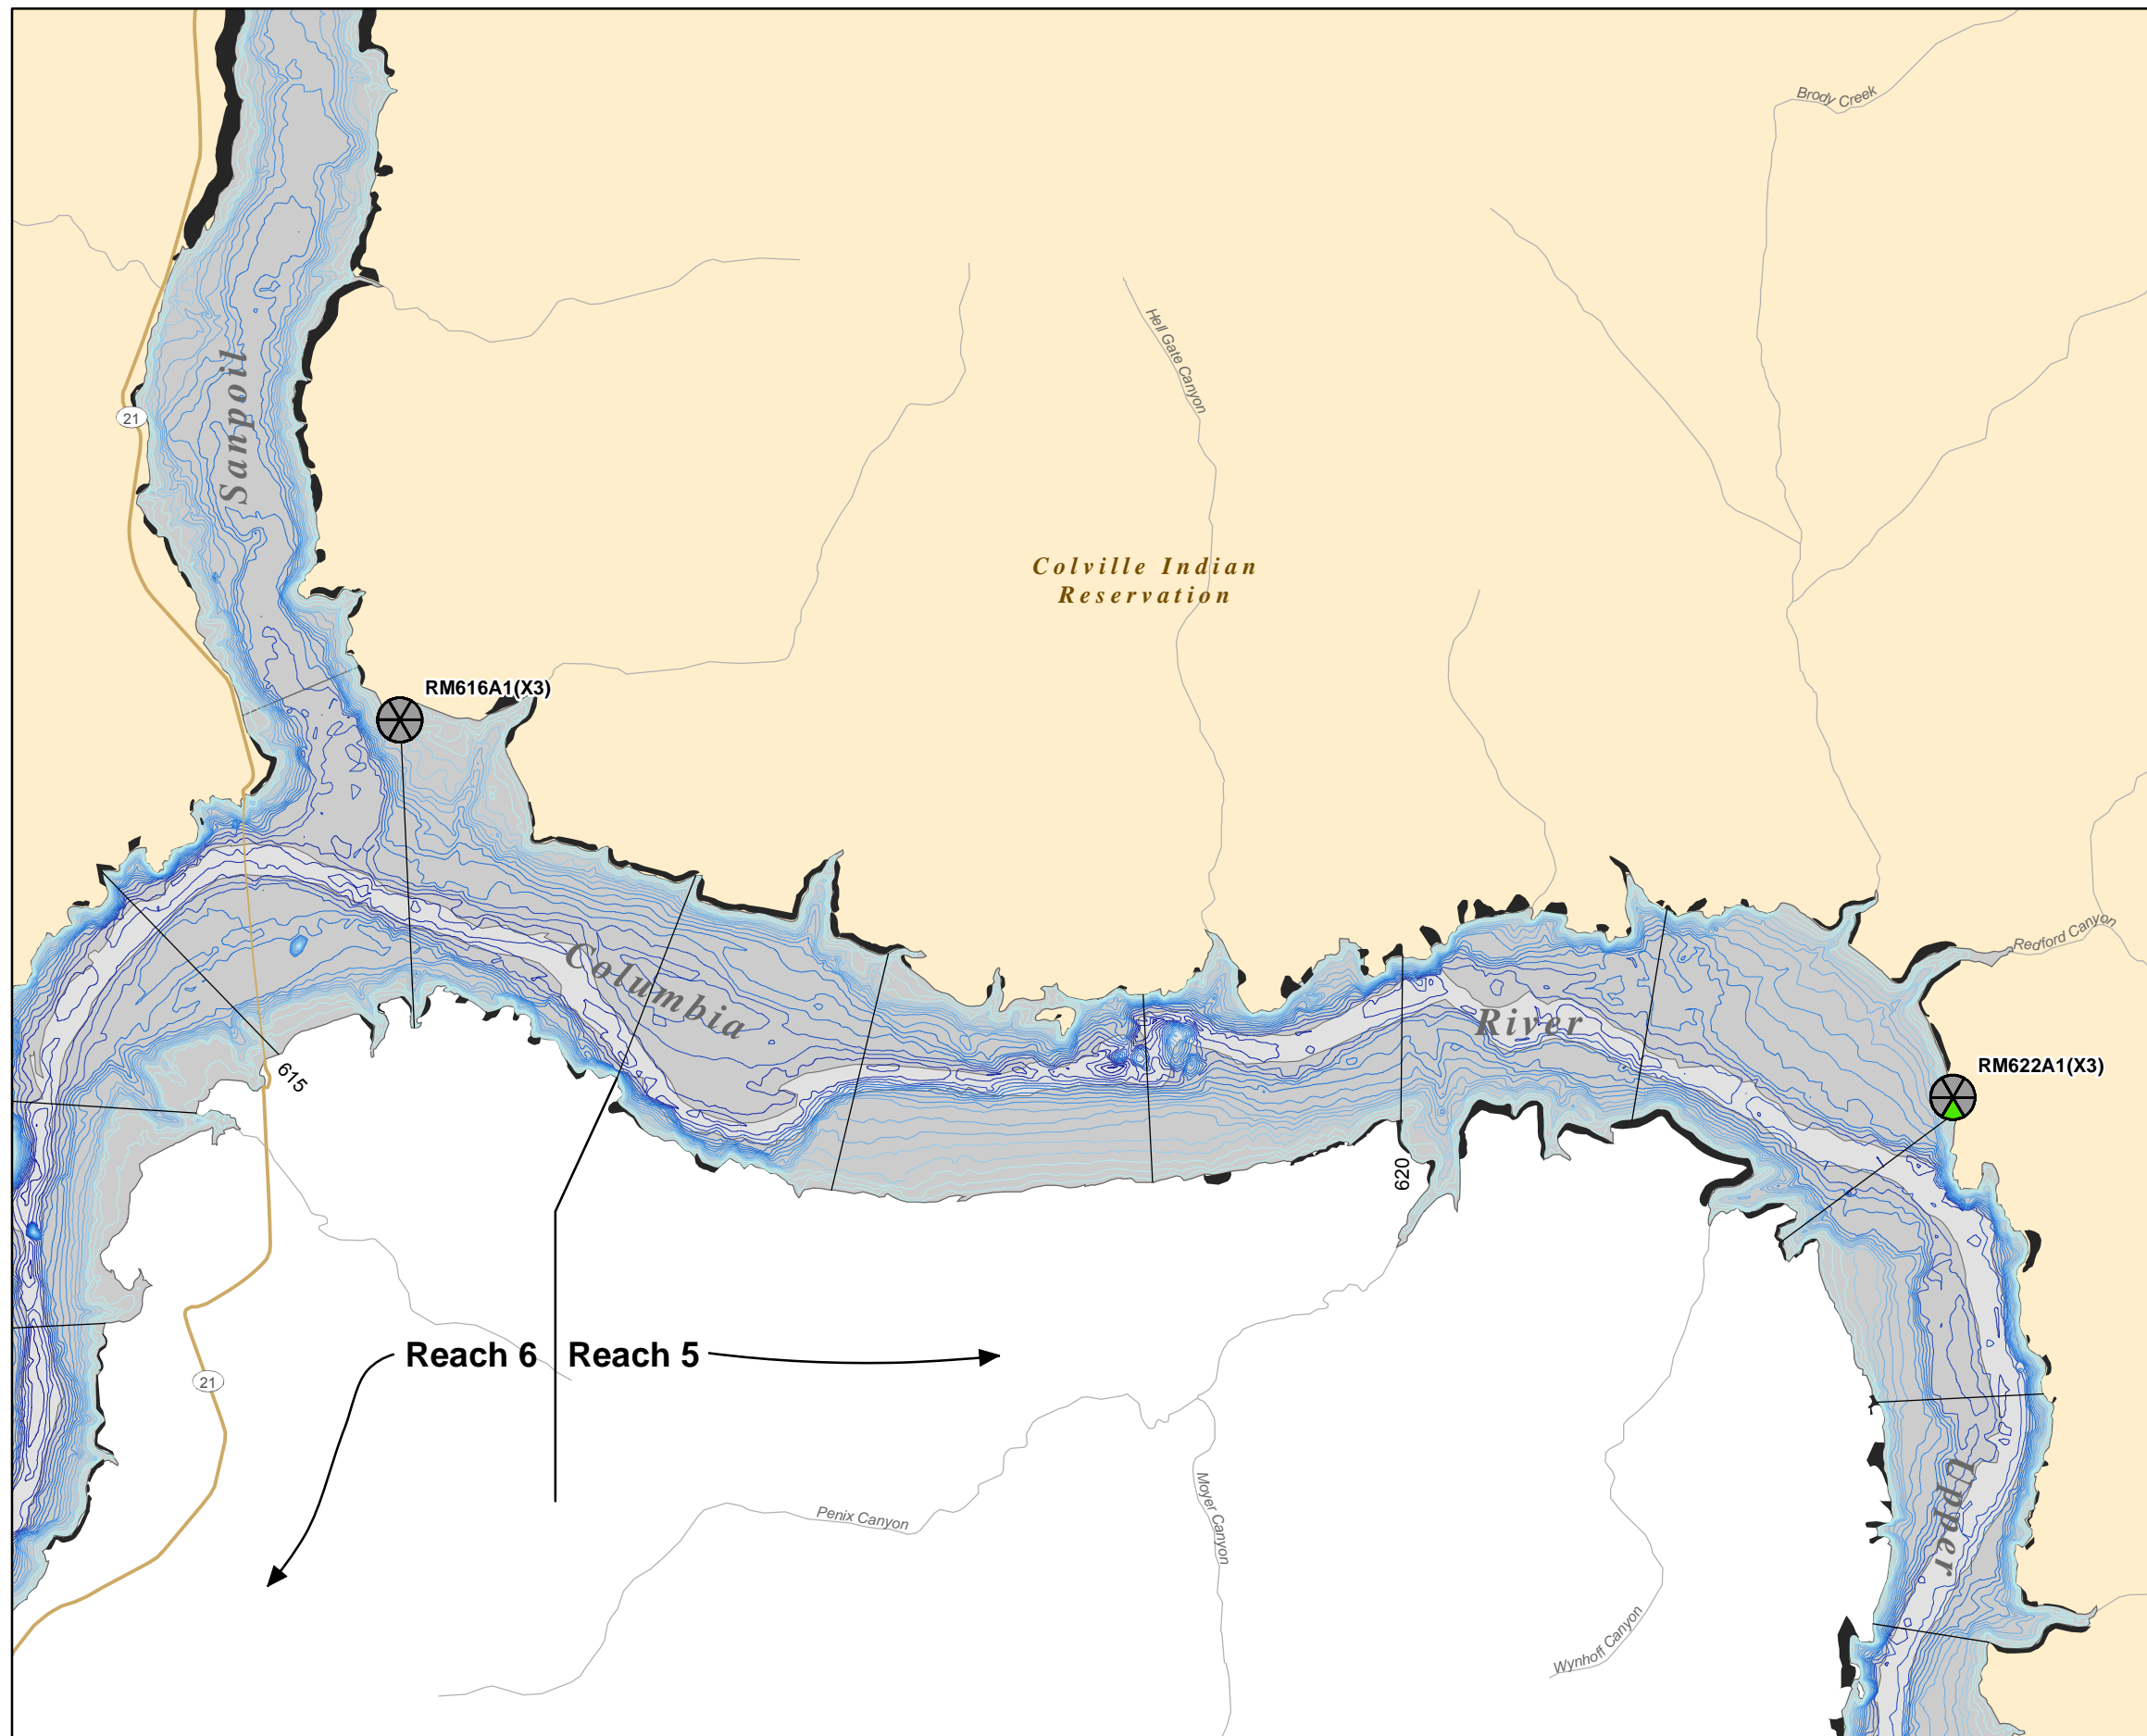 Brody Creek
Hell Gate Canyon
Sanpoil
21
Colville Indian
Reservation
RM616A1(X3)
Redford Canyon
Columbia
River
RM622A1(X3)
615
620
Reach 6
Reach 5
21
Upper
Penix Canyon
Moyer Canyon
Wynhoff Canyon